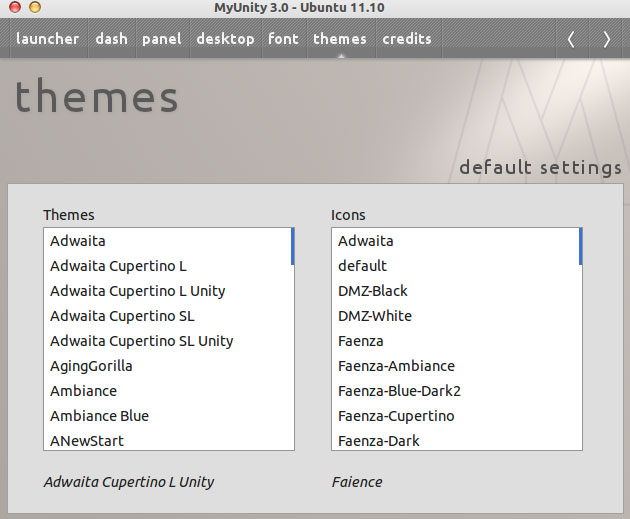 MyUnity 3.0 - Ubuntu 11.10
launcher dash panel desktop font themes credits
themes
default settings
Themes
Adwaita
Adwaita Cupertino L
Adwaita Cupertino L Unity
Adwaita Cupertino SL
Adwaita Cupertino SL Unity
AgingGorilla
Ambiance
Ambiance Blue
ANewStart
Adwaita Cupertino L Unity
Icons
Adwaita
default
DMZ-Black
DMZ-White
Faenza
Faenza-Ambiance
Faenza-Blue-Dark2
Faenza-Cupertino
Faenza-Dark
Faience